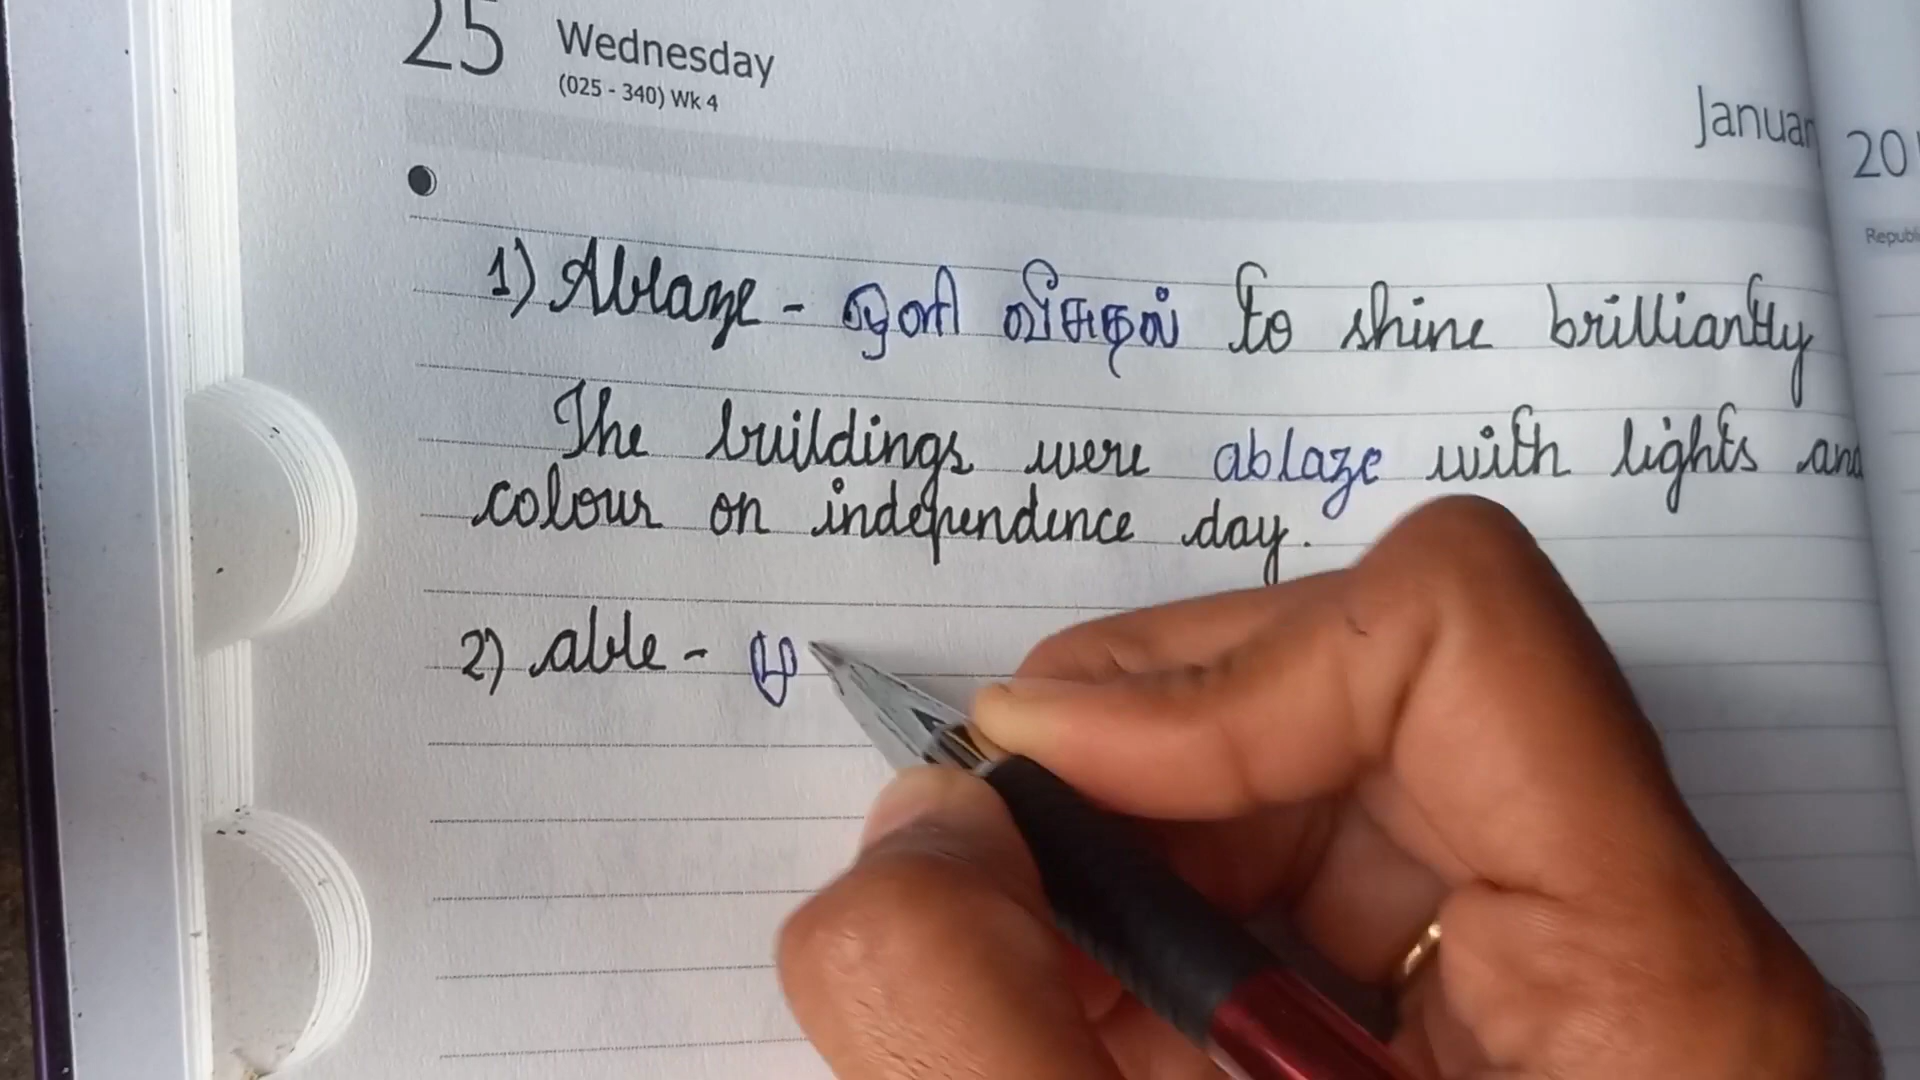 25 Wednesday
(025 - 340) Wk 4
Januar
20
Republi
1) Ablaze - ஒளி வீசுதல் to shine brilliantly
The buildings were ablaze with lights and
colour on independence day.
2) able - மு